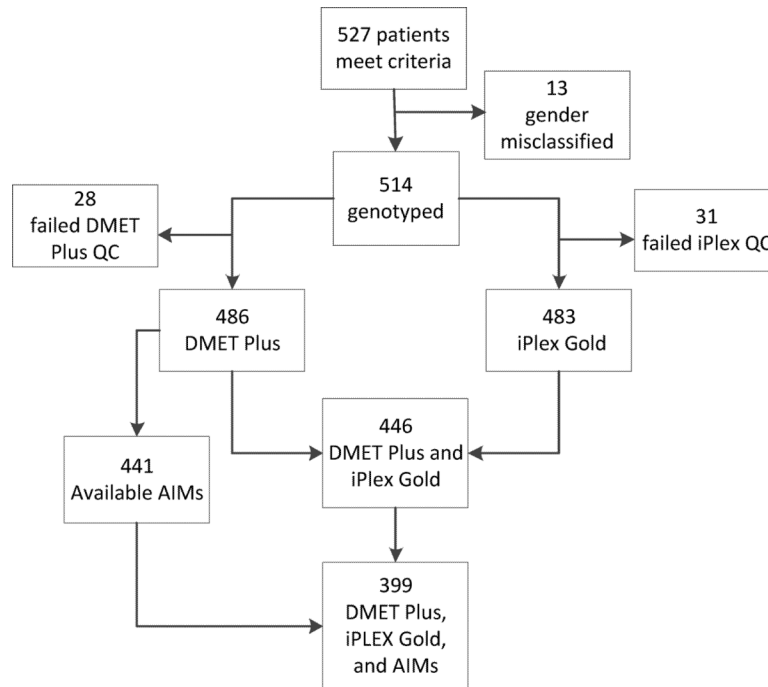 527 patients
meet criteria
13
gender
misclassified
514
genotyped
28
failed DMET
Plus QC
31
failed iPlex QC
486
DMET Plus
483
iPlex Gold
446
DMET Plus and
iPlex Gold
441
Available AIMs
399
DMET Plus,
iPLEX Gold,
and AIMs